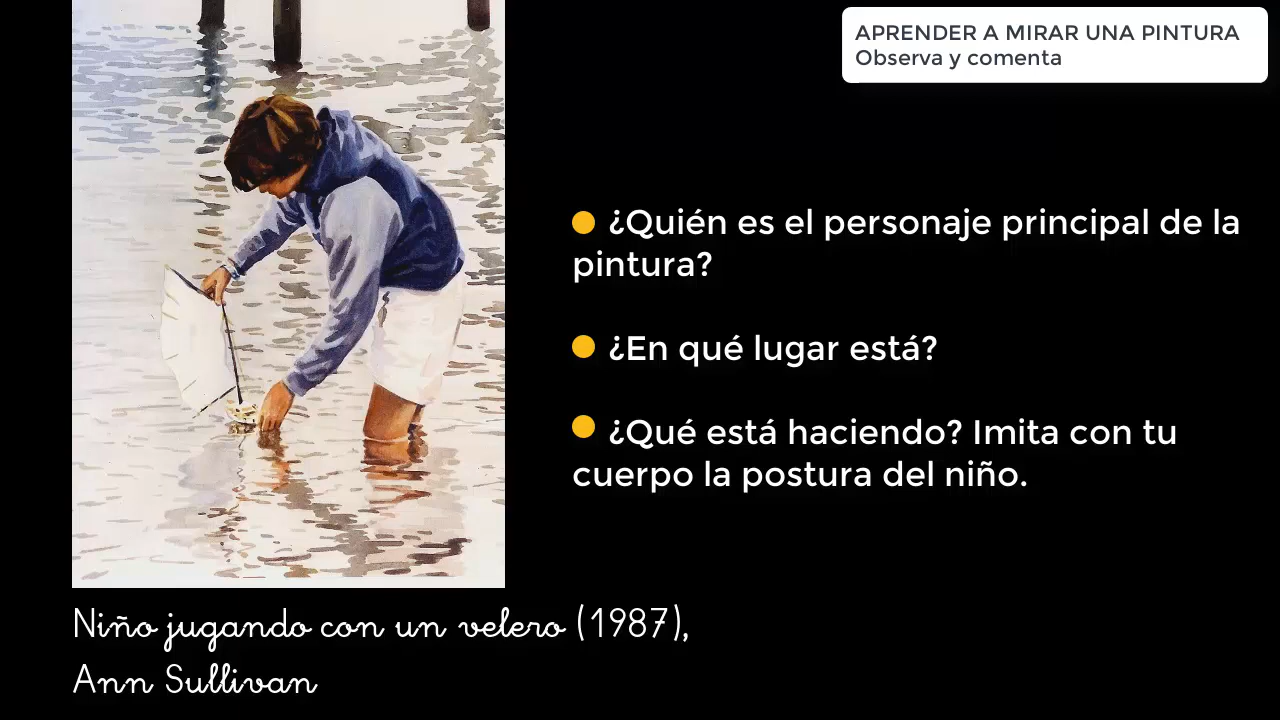 APRENDER A MIRAR UNA PINTURA
Observa y comenta
¿Quién es el personaje principal de la
pintura?
¿En qué lugar está?
¿Qué está haciendo? Imita con tu
cuerpo la postura del niño.
Niño jugando con un velero (1987),
Ann Sullivan